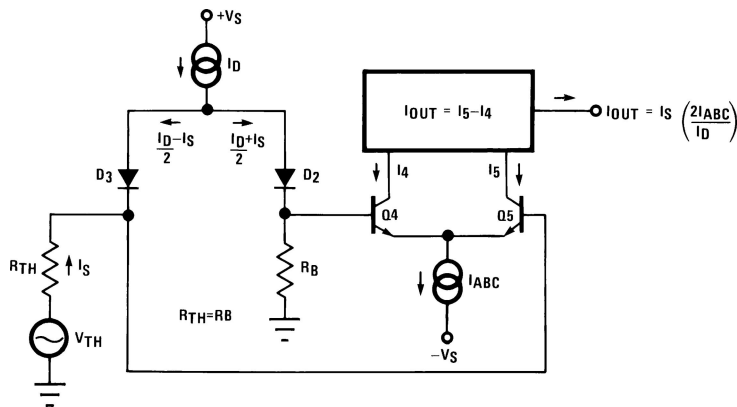 +VS
ID
IOUT = I5–I4
IOUT = IS (2IABC/ID)
ID/2–IS
ID/2+IS
I4
I5
D3
D2
Q4
Q5
RTH
IS
RB
IABC
RTH=RB
VTH
–VS